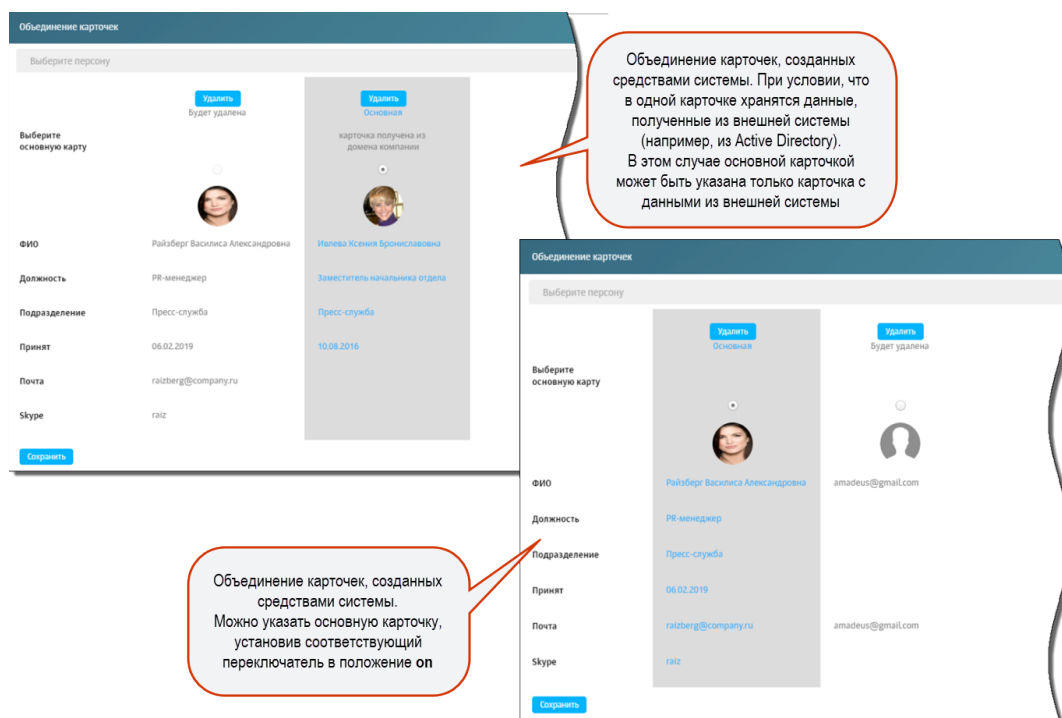 Объединение карточек
Выберите персону
Удалить
Будет удалена
Удалить
Основная
Выберите
основную карту
карточка получена из
домена компании
ФИО
Райзберг Василиса Александровна
Ивлева Ксения Брониславовна
Должность
PR-менеджер
Заместитель начальника отдела
Подразделение
Пресс-служба
Пресс-служба
Принят
06.02.2019
10.08.2016
Почта
raizberg@company.ru
Skype
raiz
Сохранить
Объединение карточек, созданных
средствами системы. При условии, что
в одной карточке хранятся данные,
полученные из внешней системы
(например, из Active Directory).
В этом случае основной карточкой
может быть указана только карточка с
данными из внешней системы
Объединение карточек
Выберите персону
Удалить
Основная
Удалить
Будет удалена
Выберите
основную карту
ФИО
Райзберг Василиса Александровна
amadeus@gmail.com
Должность
PR-менеджер
Подразделение
Пресс-служба
Принят
06.02.2019
Почта
raizberg@company.ru
amadeus@gmail.com
Skype
raiz
Сохранить
Объединение карточек, созданных
средствами системы.
Можно указать основную карточку,
установив соответствующий
переключатель в положение on